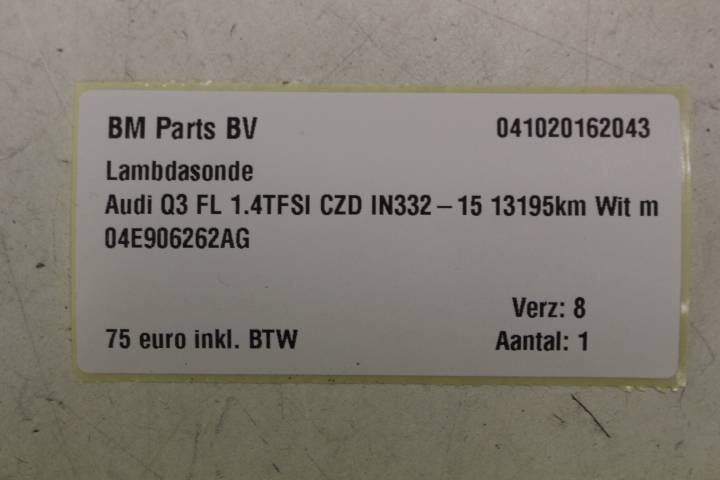 BM Parts BV 041020162043
Lambdasonde
Audi Q3 FL 1.4TFSI CZD IN332-15 13195km Wit m
04E906262AG
Verz: 8
75 euro inkl. BTW Aantal: 1